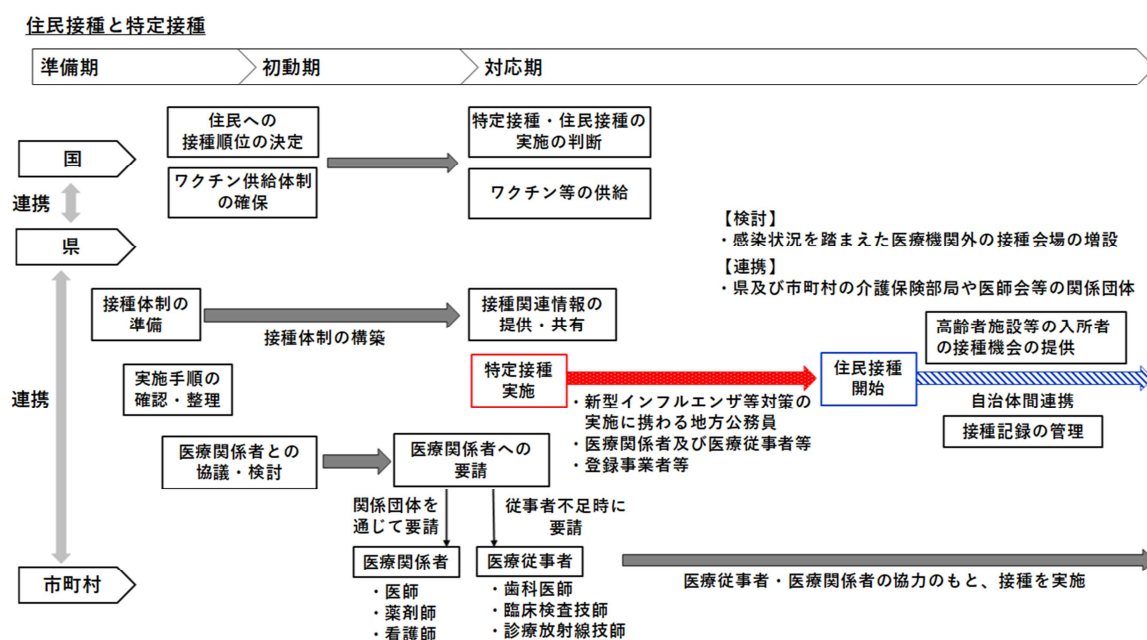 住民接種と特定接種
準備期
初動期
対応期
国
住民への
接種順位の決定
ワクチン供給体制
の確保
特定接種・住民接種の
実施の判断
ワクチン等の供給
連携
県
【検討】
・感染状況を踏まえた医療機関外の接種会場の増設
【連携】
・県及び市町村の介護保険部局や医師会等の関係団体
接種体制の
準備
接種体制の構築
接種関連情報の
提供・共有
高齢者施設等の入所者
の接種機会の提供
実施手順の
確認・整理
特定接種
実施
住民接種
開始
連携
・新型インフルエンザ等対策の
実施に携わる地方公務員
・医療関係者及び医療従事者等
・登録事業者等
自治体間連携
接種記録の管理
医療関係者との
協議・検討
医療関係者への
要請
関係団体を
通じて要請
従事者不足時に
要請
医療関係者
・医師
・薬剤師
・看護師
医療従事者
・歯科医師
・臨床検査技師
・診療放射線技師
市町村
医療従事者・医療関係者の協力のもと、接種を実施